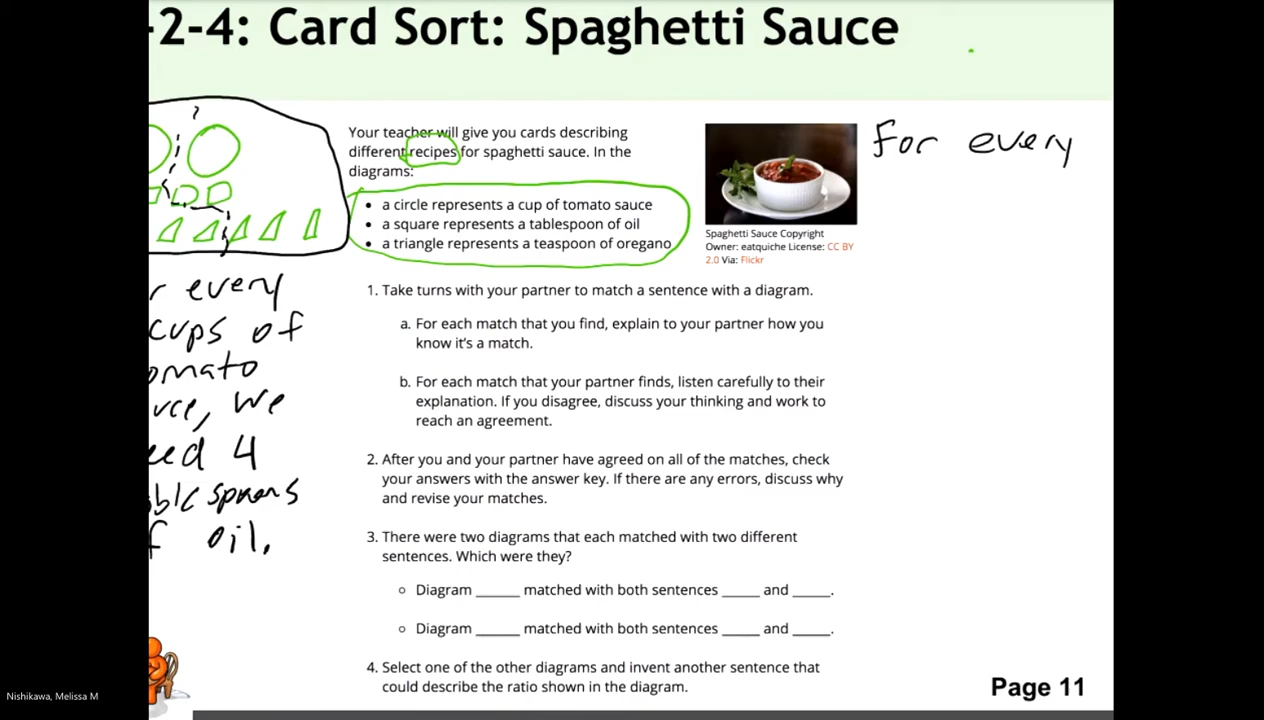 -2-4: Card Sort: Spaghetti Sauce
?
Your teacher will give you cards describing
different recipes for spaghetti sauce. In the
diagrams:
• a circle represents a cup of tomato sauce
• a square represents a tablespoon of oil
• a triangle represents a teaspoon of oregano
Spaghetti Sauce Copyright
Owner: eatquiche License: CC BY
2.0 Via: Flickr
For every
r every
cups of
omato
uce, we
eed 4
blespoons
f oil.
1. Take turns with your partner to match a sentence with a diagram.
a. For each match that you find, explain to your partner how you
know it's a match.
b. For each match that your partner finds, listen carefully to their
explanation. If you disagree, discuss your thinking and work to
reach an agreement.
2. After you and your partner have agreed on all of the matches, check
your answers with the answer key. If there are any errors, discuss why
and revise your matches.
3. There were two diagrams that each matched with two different
sentences. Which were they?
○ Diagram ______ matched with both sentences _____ and _____.
○ Diagram ______ matched with both sentences _____ and _____.
4. Select one of the other diagrams and invent another sentence that
could describe the ratio shown in the diagram.
Page 11
Nishikawa, Melissa M